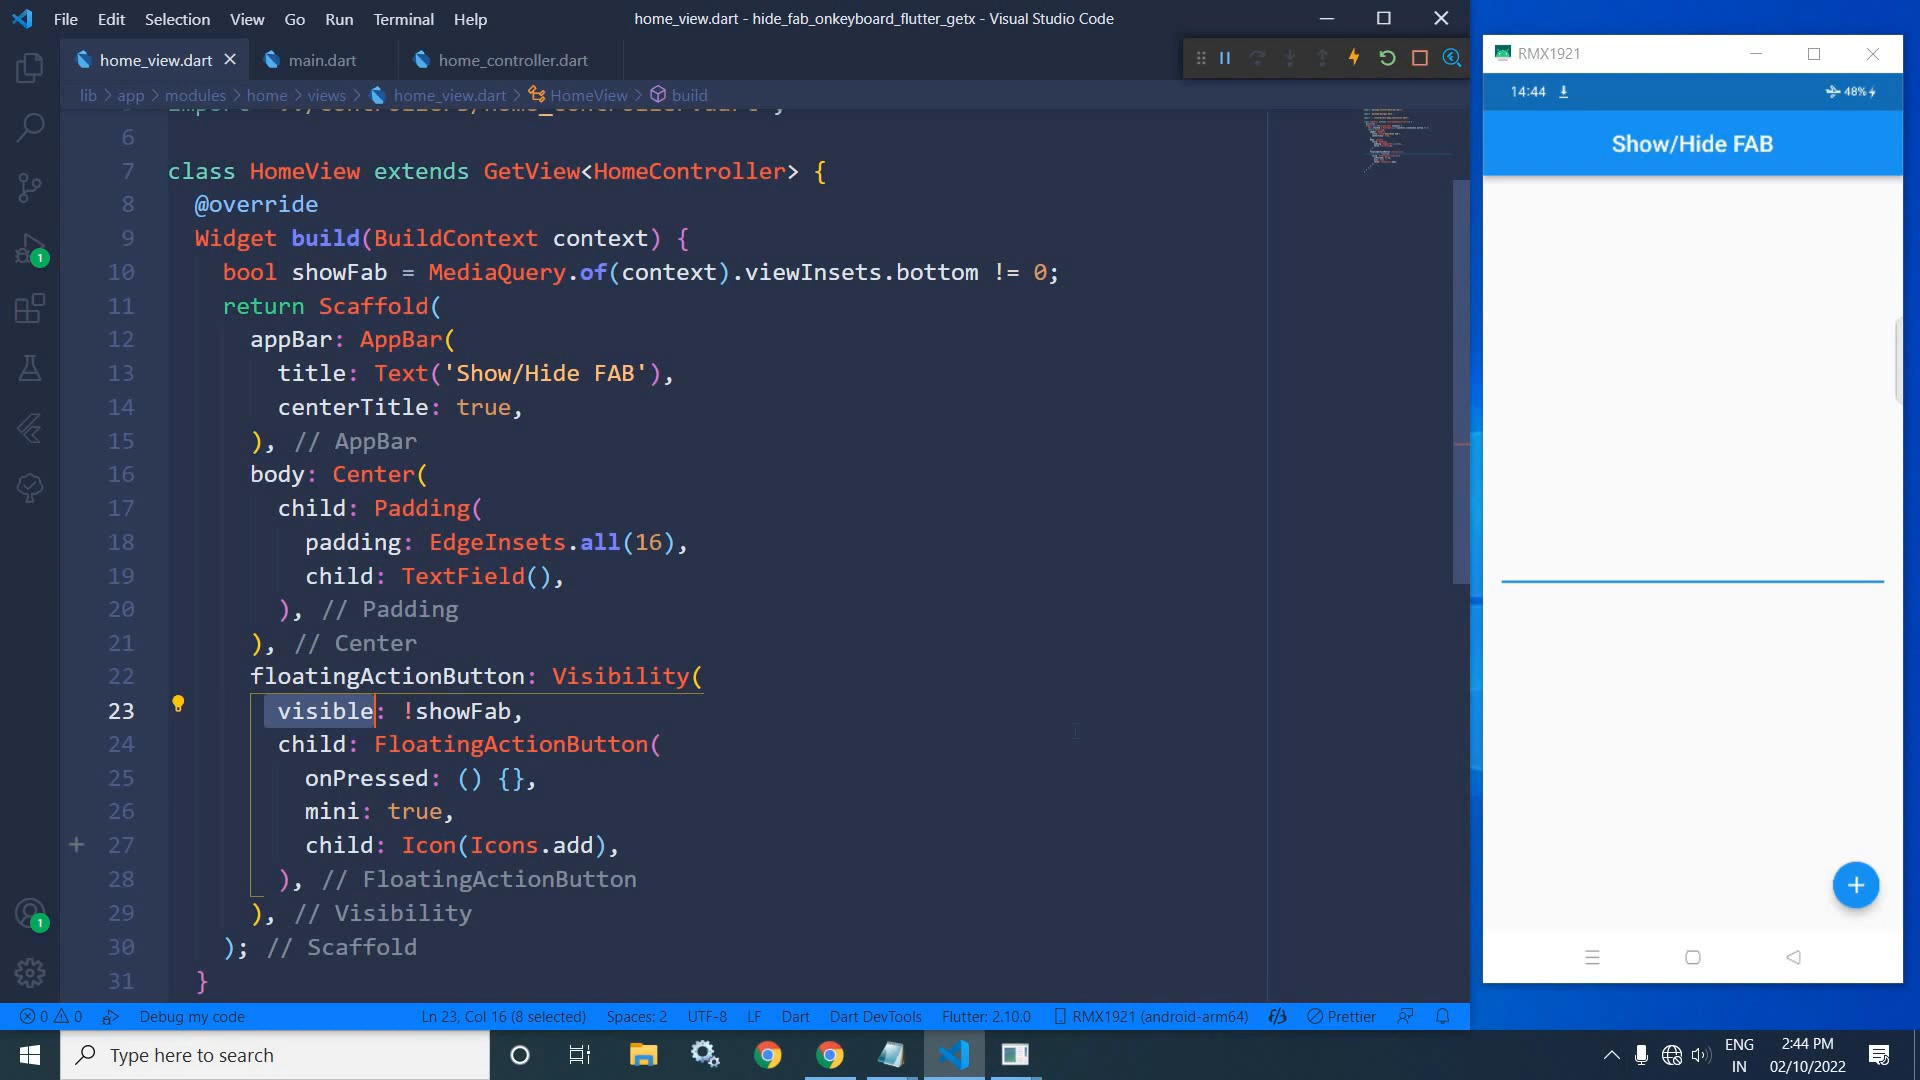 File Edit Selection View Go Run Terminal Help
home_view.dart - hide_fab_onkeyboard_flutter_getx - Visual Studio Code
home_view.dart main.dart home_controller.dart
lib > app > modules > home > views > home_view.dart > HomeView > build
6
7 class HomeView extends GetView<HomeController> {
8 @override
9 Widget build(BuildContext context) {
10 bool showFab = MediaQuery.of(context).viewInsets.bottom != 0;
11 return Scaffold(
12 appBar: AppBar(
13 title: Text('Show/Hide FAB'),
14 centerTitle: true,
15 ), // AppBar
16 body: Center(
17 child: Padding(
18 padding: EdgeInsets.all(16),
19 child: TextField(),
20 ), // Padding
21 ), // Center
22 floatingActionButton: Visibility(
23 visible: !showFab,
24 child: FloatingActionButton(
25 onPressed: () {},
26 mini: true,
27 child: Icon(Icons.add),
28 ), // FloatingActionButton
29 ), // Visibility
30 ); // Scaffold
31 }
1
1
0 0 Debug my code Ln 23, Col 16 (8 selected) Spaces: 2 UTF-8 LF Dart Dart DevTools Flutter: 2.10.0 RMX1921 (android-arm64) Prettier
RMX1921
14:44 48%
Show/Hide FAB
Type here to search
ENG
IN
2:44 PM
02/10/2022